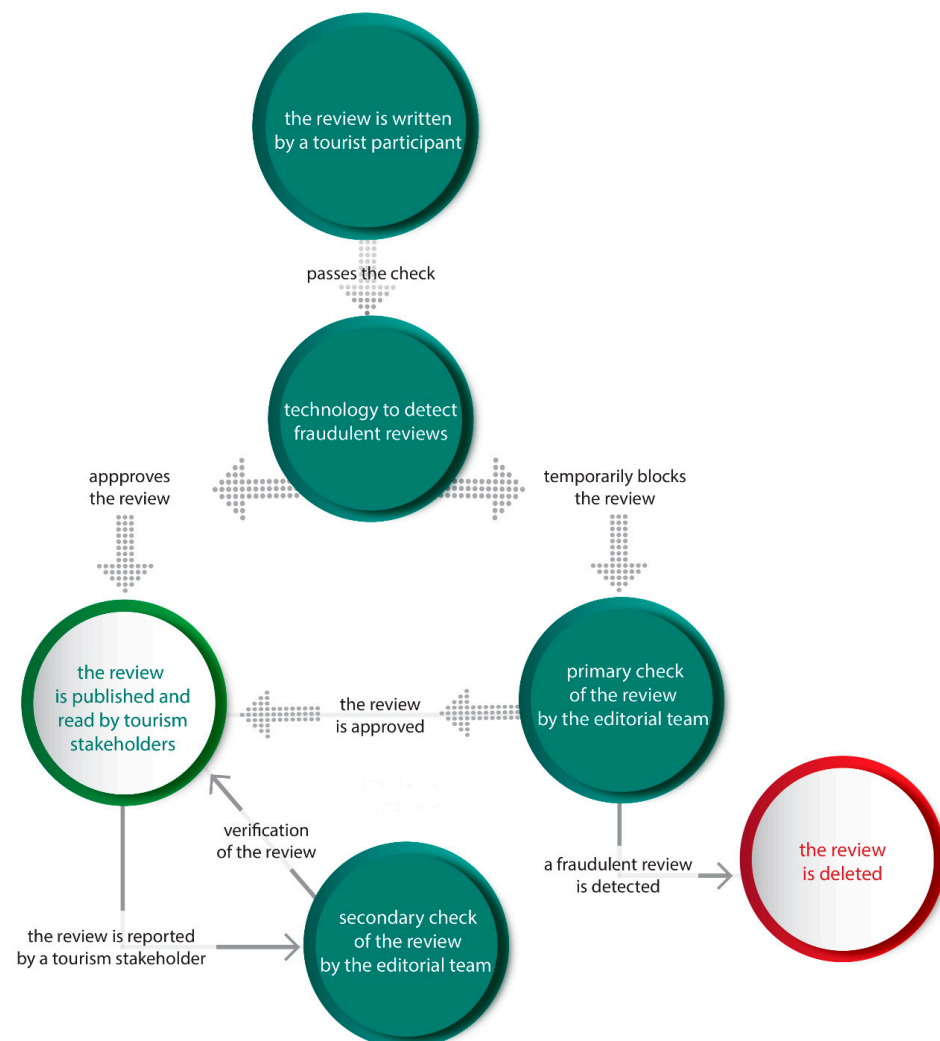 the review is written
by a tourist participant
passes the check
technology to detect
fraudulent reviews
appproves
the review
temporarily blocks
the review
the review
is published and
read by tourism
stakeholders
the review
is approved
primary check
of the review
by the editorial team
verification
of the review
a fraudulent review
is detected
the review
is deleted
the review is reported
by a tourism stakeholder
secondary check
of the review
by the editorial team